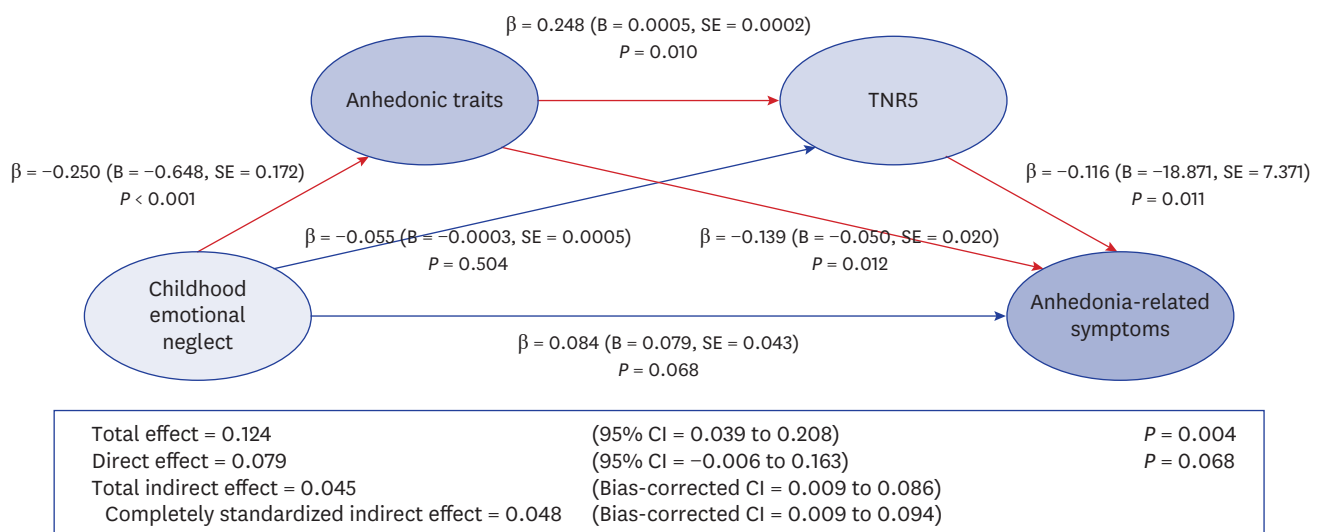 β = 0.248 (B = 0.0005, SE = 0.0002)
P = 0.010
Anhedonic traits
TNR5
β = −0.250 (B = −0.648, SE = 0.172)
P < 0.001
β = −0.116 (B = −18.871, SE = 7.371)
P = 0.011
β = −0.055 (B = −0.0003, SE = 0.0005)
P = 0.504
β = −0.139 (B = −0.050, SE = 0.020)
P = 0.012
Childhood
emotional
neglect
Anhedonia-related
symptoms
β = 0.084 (B = 0.079, SE = 0.043)
P = 0.068
Total effect = 0.124 (95% CI = 0.039 to 0.208) P = 0.004
Direct effect = 0.079 (95% CI = −0.006 to 0.163) P = 0.068
Total indirect effect = 0.045 (Bias-corrected CI = 0.009 to 0.086)
Completely standardized indirect effect = 0.048 (Bias-corrected CI = 0.009 to 0.094)